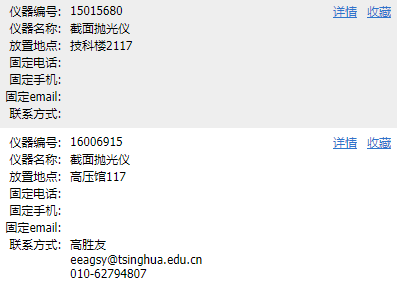 仪器编号: 15015680 详情 收藏
仪器名称: 截面抛光仪
放置地点: 技科楼2117
固定电话:
固定手机:
固定email:
联系方式:
仪器编号: 16006915 详情 收藏
仪器名称: 截面抛光仪
放置地点: 高压馆117
固定电话:
固定手机:
固定email:
联系方式: 高胜友
eeagsy@tsinghua.edu.cn
010-62794807